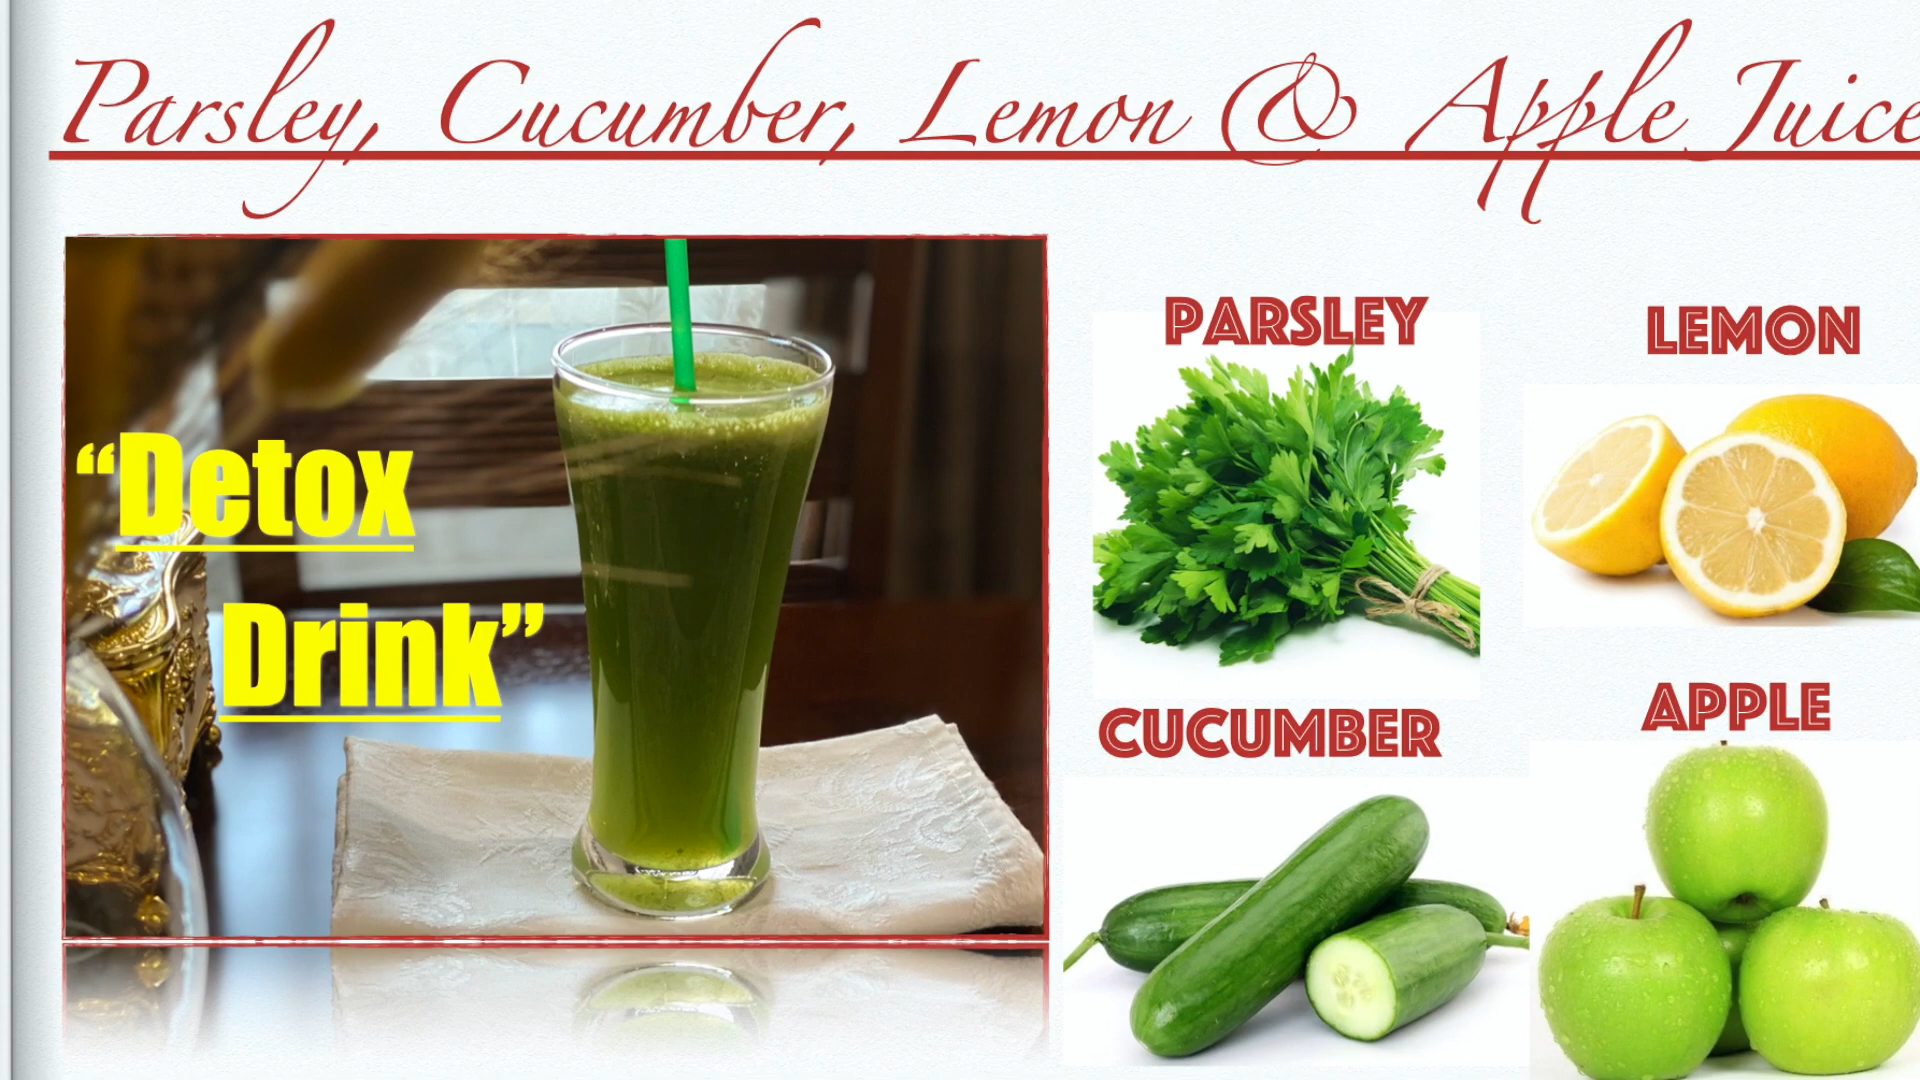 Parsley, Cucumber, Lemon & Apple Juice
“Detox
Drink”
PARSLEY
LEMON
CUCUMBER
APPLE